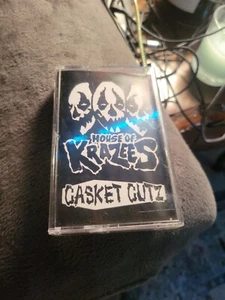 HOUSE OF
KRAZEES
CASKET CUTZ